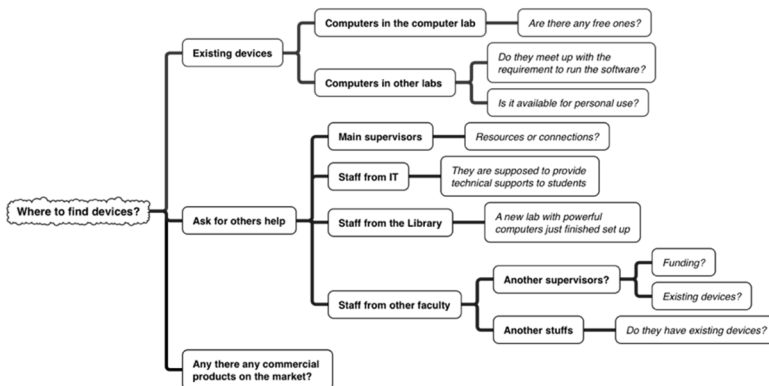 Where to find devices?
Existing devices
Computers in the computer lab
Are there any free ones?
Computers in other labs
Do they meet up with the
requirement to run the software?
Is it available for personal use?
Ask for others help
Main supervisors
Resources or connections?
Staff from IT
They are supposed to provide
technical supports to students
Staff from the Library
A new lab with powerful
computers just finished set up
Staff from other faculty
Another supervisors?
Funding?
Existing devices?
Another stuffs
Do they have existing devices?
Any there any commercial
products on the market?